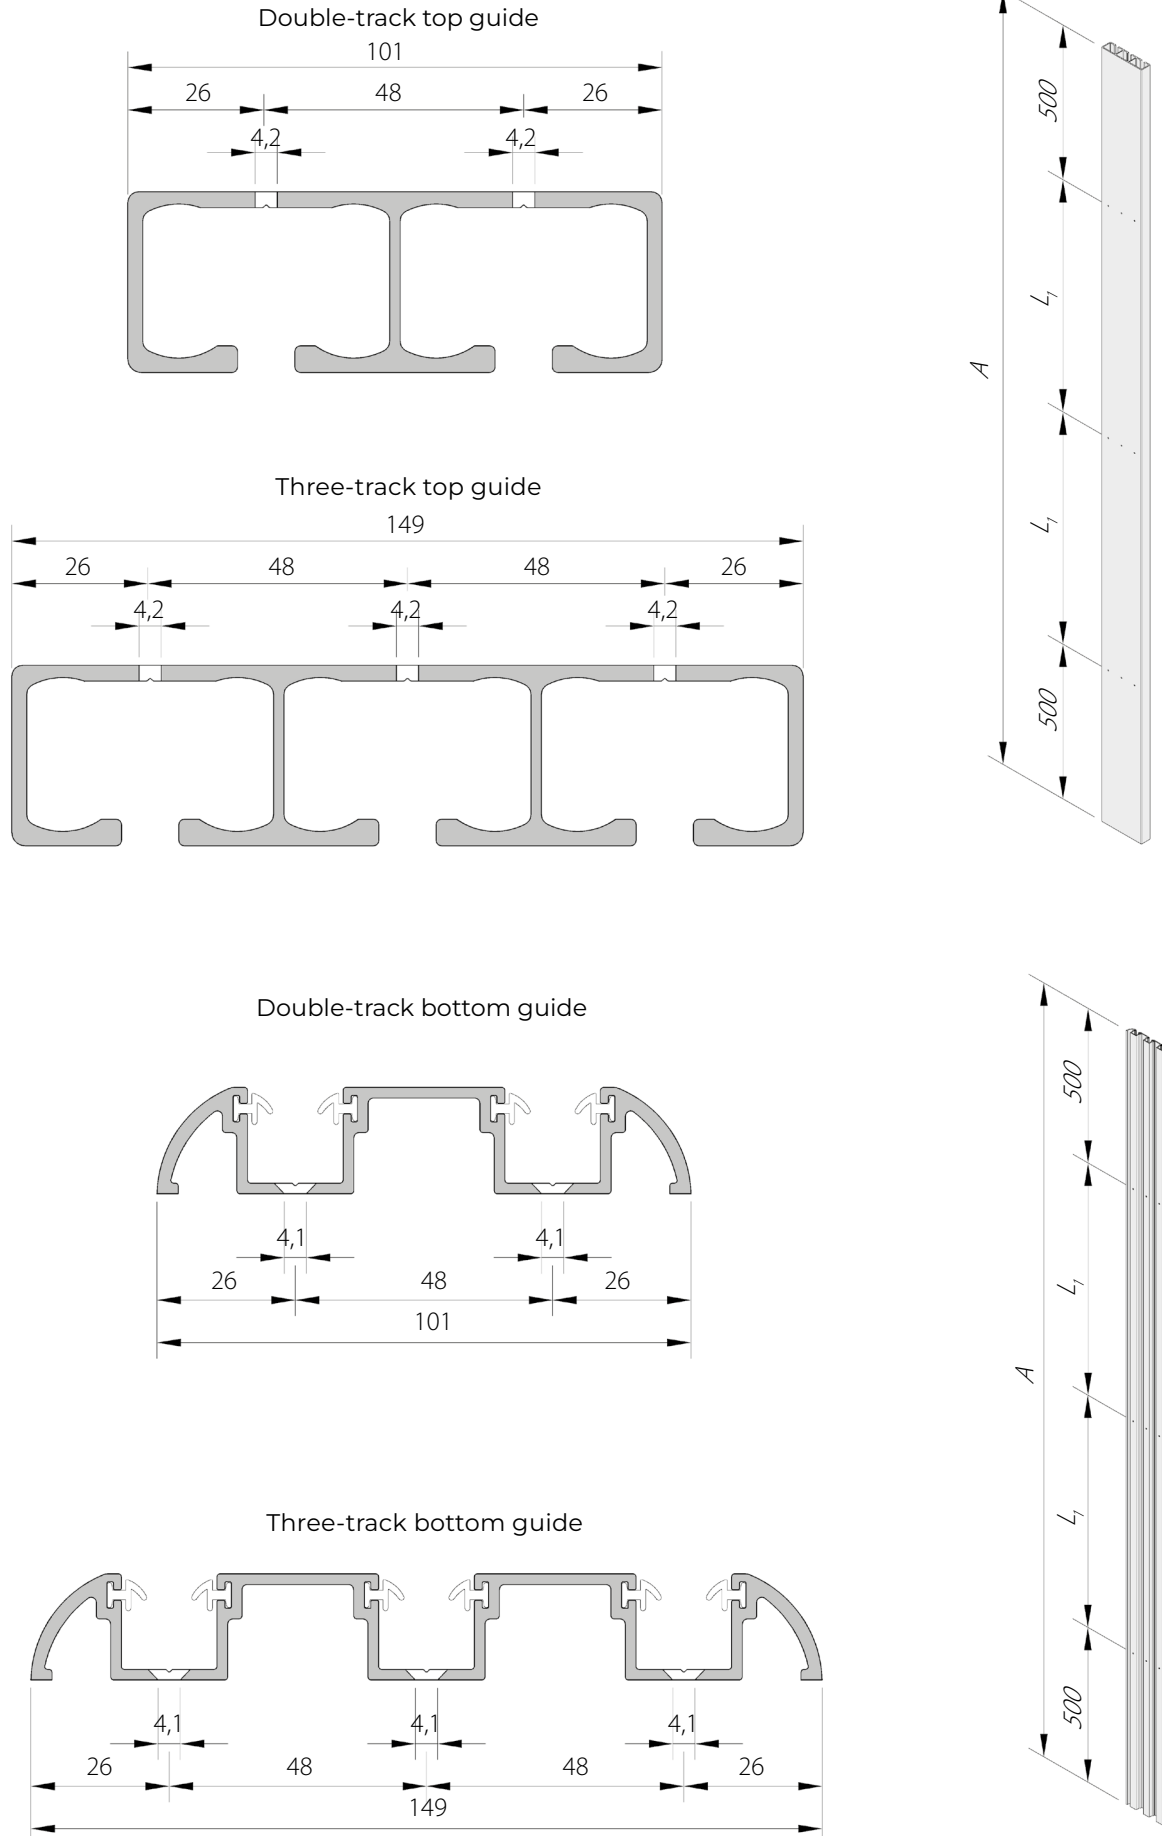 Double-track top guide
101
26 48 26
4,2 4,2
Three-track top guide
149
26 48 48 26
4,2 4,2 4,2
500
L1
A
L1
500
Double-track bottom guide
4,1 4,1
26 48 26
101
Three-track bottom guide
4,1 4,1 4,1
26 48 48 26
149
500
L1
A
L1
500